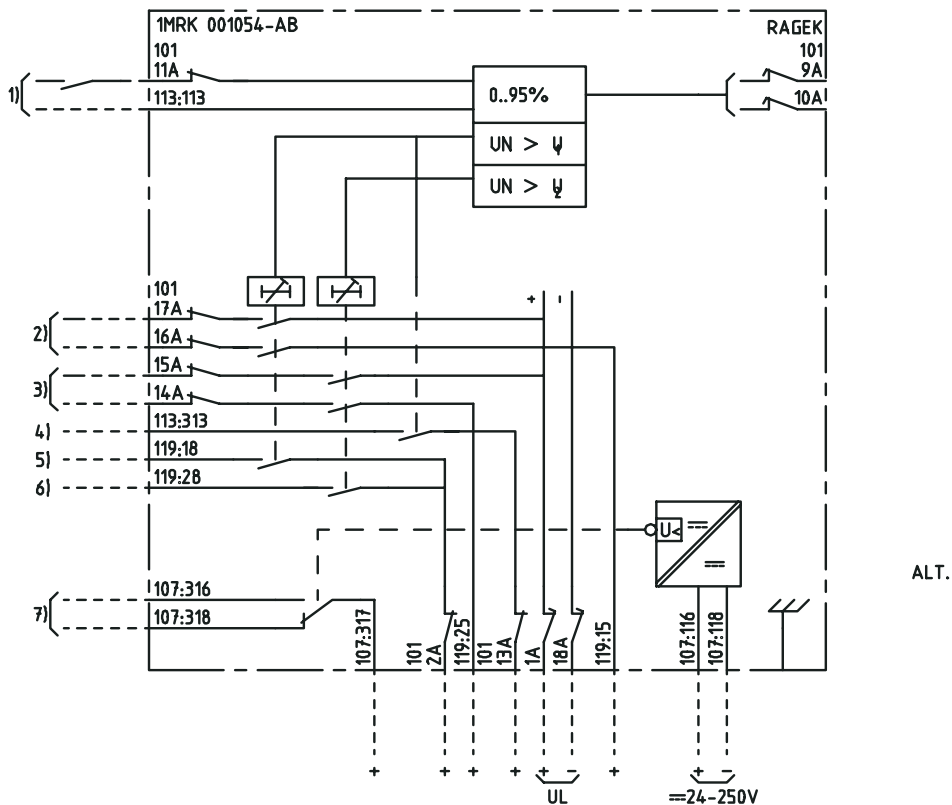 1MRK 001054-AB RAGEK
101 101
11A 9A
1) 113:113 10A
0..95%
UN > U1
UN > U2
101 + -
17A
2) 16A
15A
3) 14A
4) 113:313
5) 119:18
6) 119:28
U<
ALT.
107:316
7) 107:318
107:317
101
2A
119:25
101
13A
1A
18A
119:15
107:116
107:118
+ + + + + - + + -
UL 24-250V